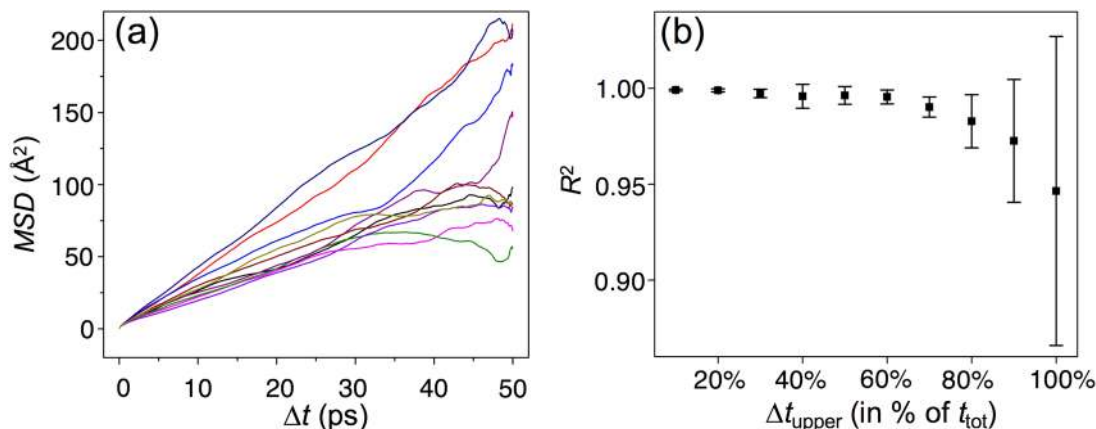 (a)
MSD (Å²)
200
150
100
50
0
0 10 20 30 40 50
Δt (ps)
(b)
R²
1.00
0.95
0.90
20% 40% 60% 80% 100%
Δt_upper (in % of t_tot)